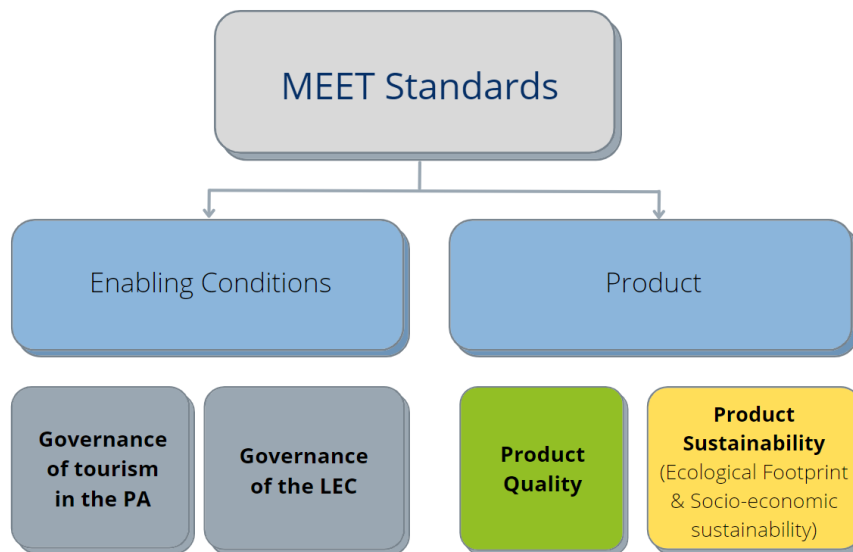 MEET Standards
Enabling Conditions
Product
Governance
of tourism
in the PA
Governance
of the LEC
Product
Quality
Product
Sustainability
(Ecological Footprint
& Socio-economic
sustainability)